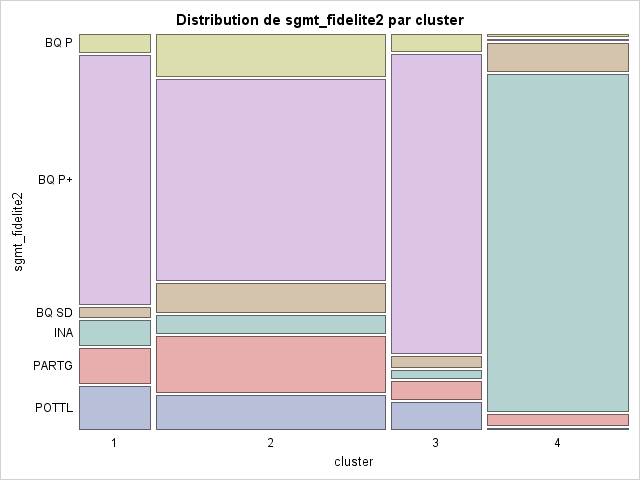 Distribution de sgmt_fidelite2 par cluster
sgmt_fidelite2
BQ P
BQ P+
BQ SD
INA
PARTG
POTTL
1 2 3 4
cluster